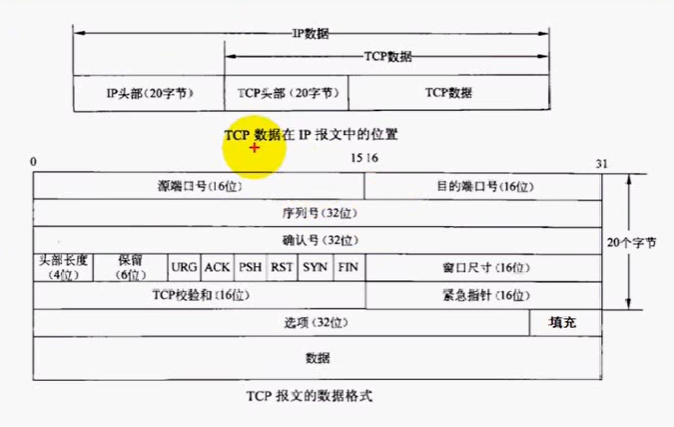 IP数据
TCP数据
IP头部（20字节） TCP头部（20字节） TCP数据
TCP 数据在 IP 报文中的位置
0 15 16 31
源端口号（16位） 目的端口号（16位）
序列号（32位）
确认号（32位）
20个字节
头部长度（4位） 保留（6位） URG ACK PSH RST SYN FIN 窗口尺寸（16位）
TCP校验和（16位） 紧急指针（16位）
选项（32位） 填充
数据
TCP 报文的数据格式